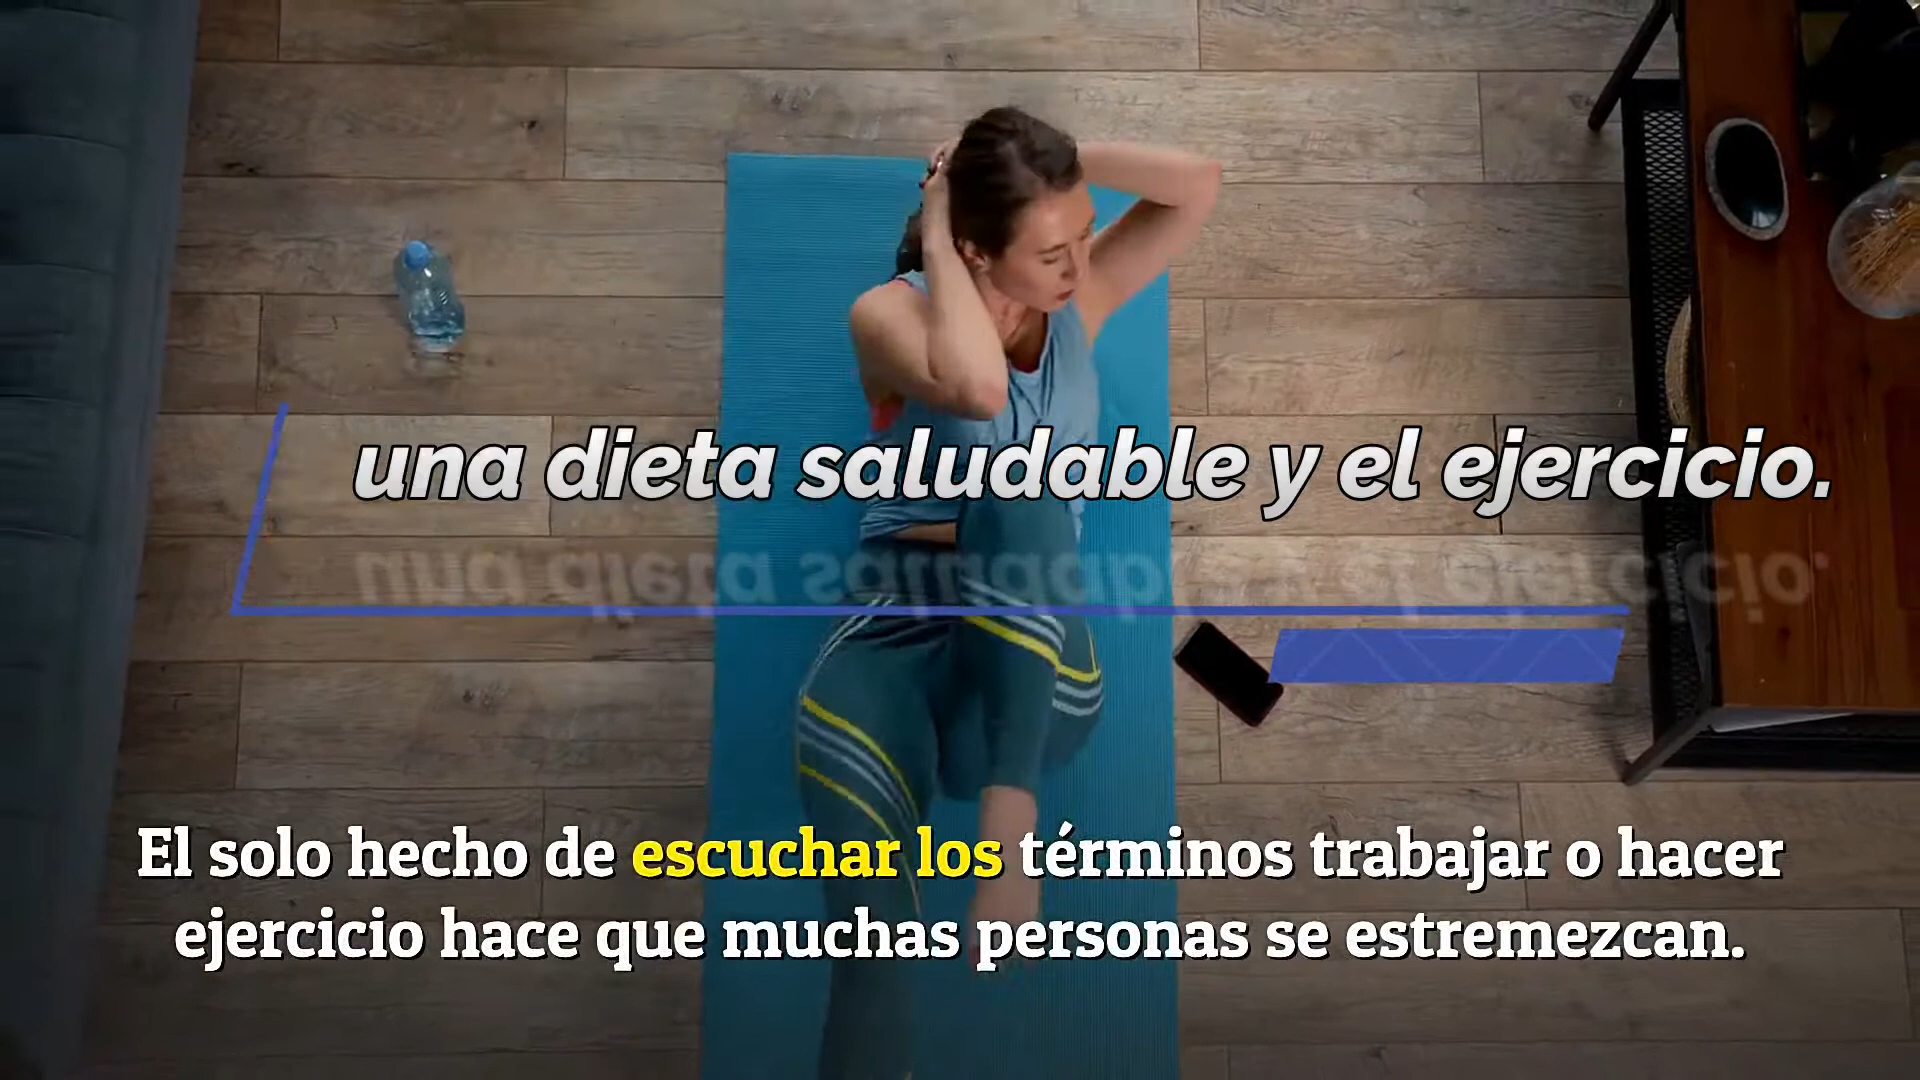 una dieta saludable y el ejercicio.
El solo hecho de escuchar los términos trabajar o hacer
ejercicio hace que muchas personas se estremezcan.